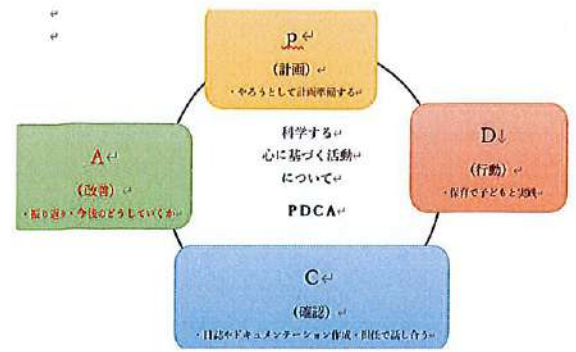 p
(計画)
・やろうとして計画準備する
D↓
(行動)
・保育で子どもと実践
科学する
心に基づく活動
について
PDCA
A
(改善)
・振り返り・今後のどうしていくか
C
(確認)
・日誌やドキュメンテーション作成・担任で話し合う